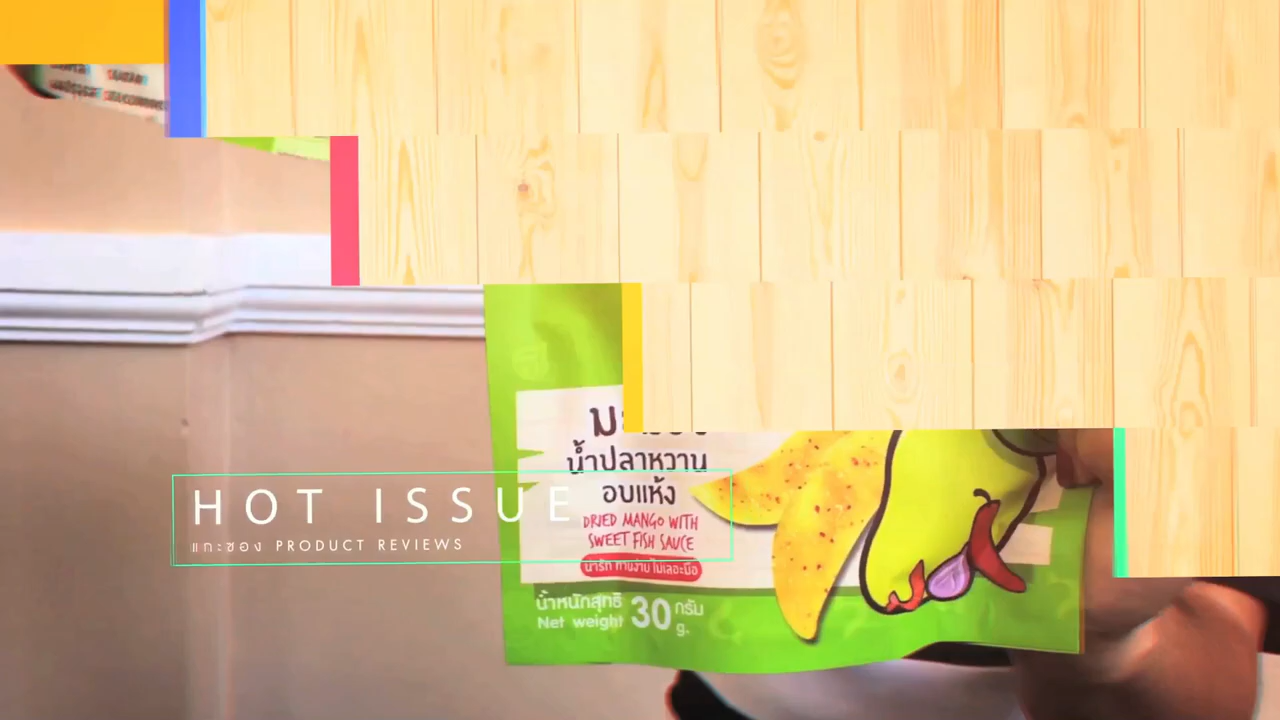 น้ำปลาหวาน
อบแห้ง
DRIED MANGO WITH
SWEET FISH SAUCE
น้ำหนักสุทธิ 30 กรัม
Net weight g.
HOT ISSUE
แกะซอง PRODUCT REVIEWS